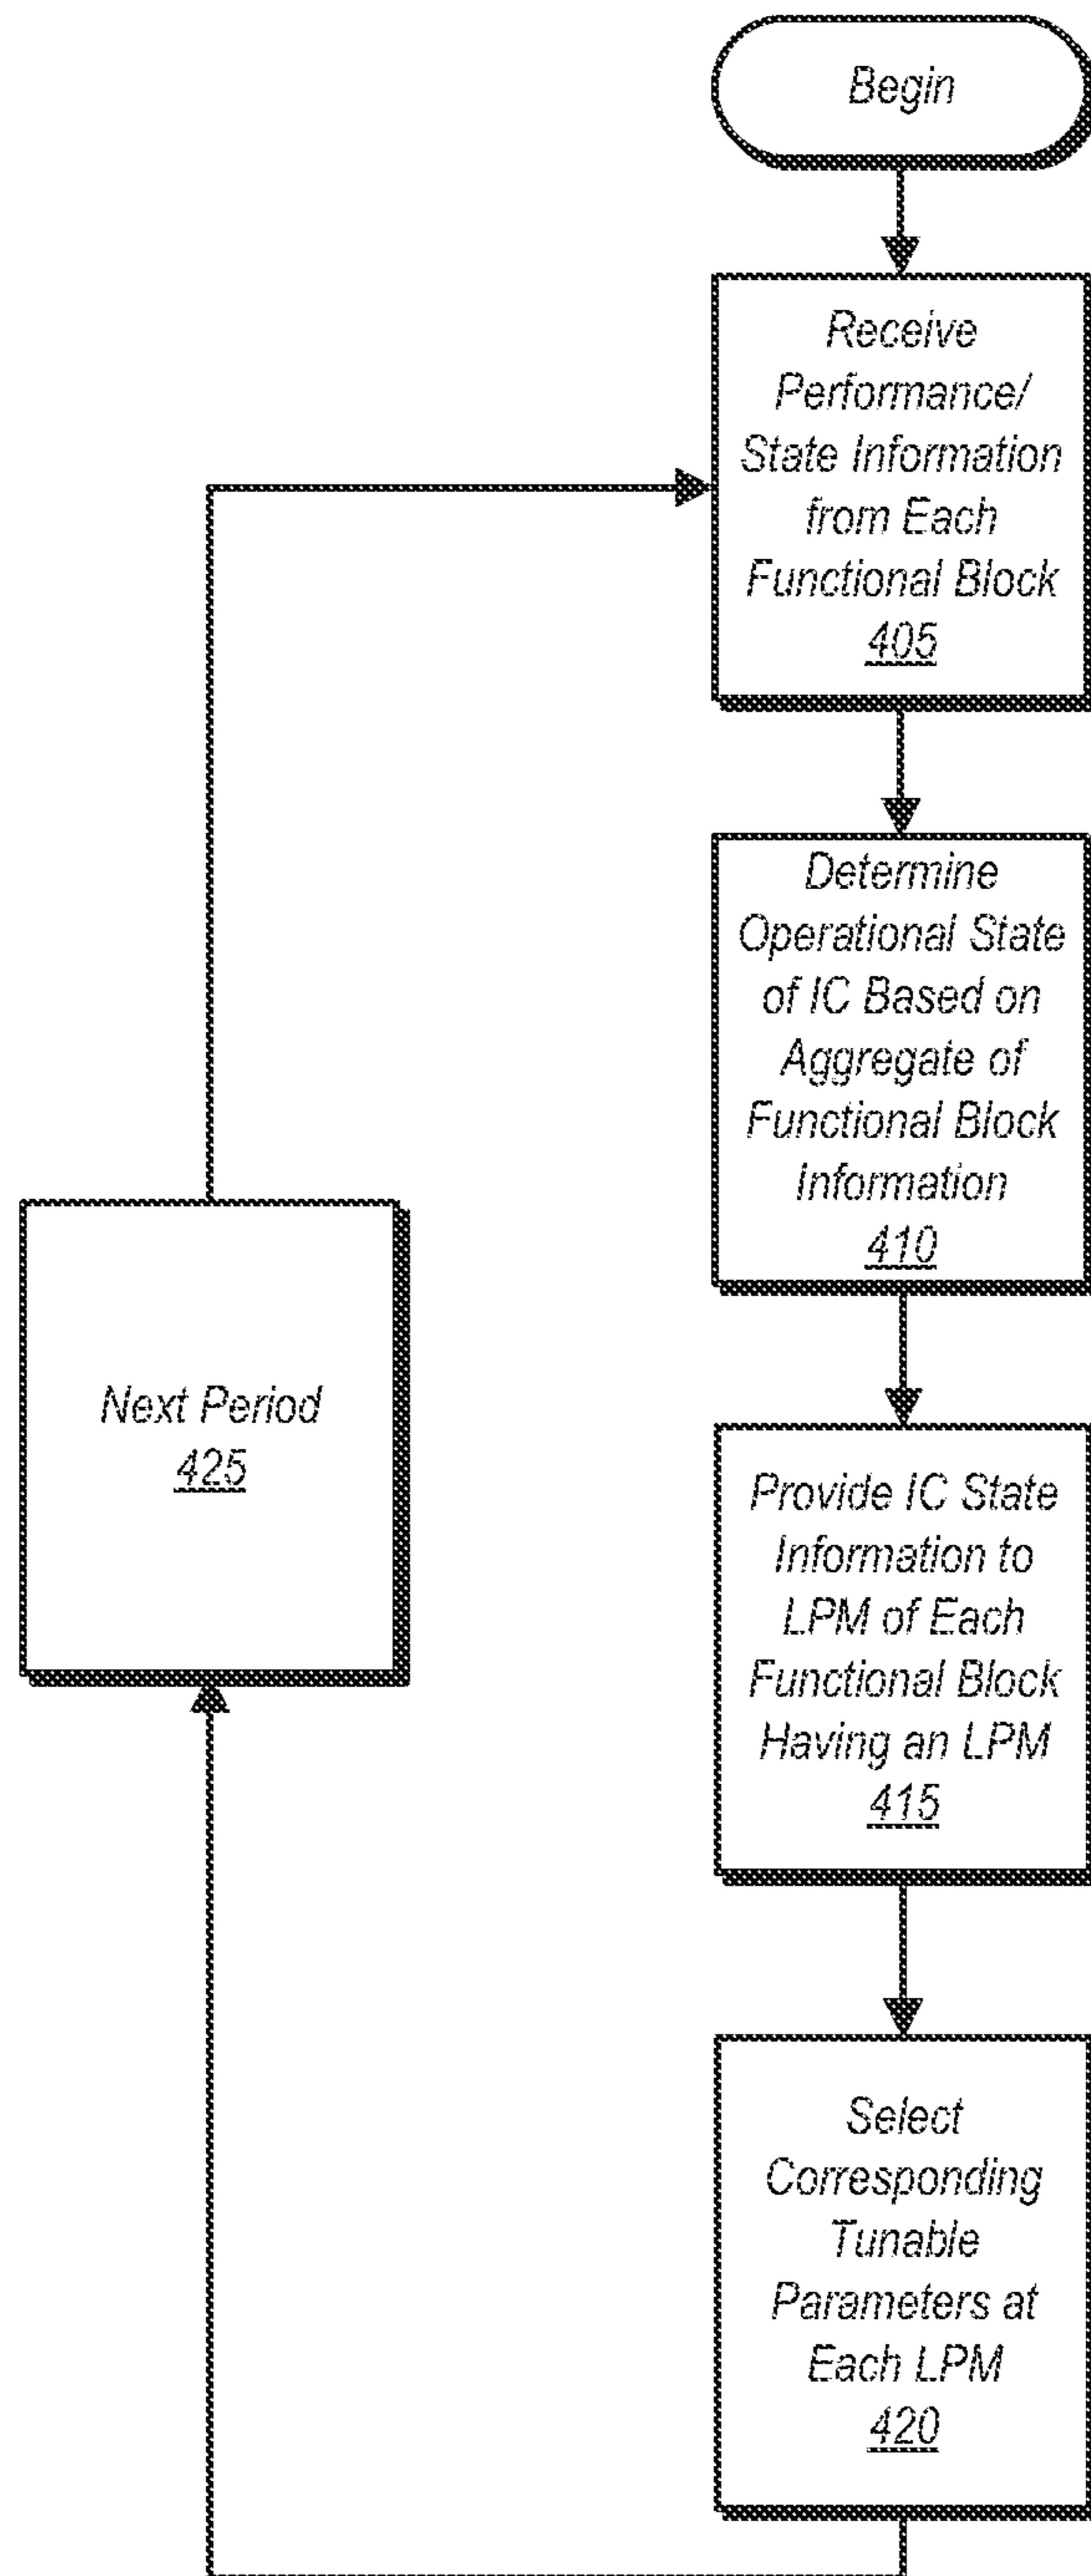 Begin
Receive
Performance/
State Information
from Each
Functional Block
405
Determine
Operational State
of IC Based on
Aggregate of
Functional Block
Information
410
Next Period
425
Provide IC State
Information to
LPM of Each
Functional Block
Having an LPM
415
Select
Corresponding
Tunable
Parameters at
Each LPM
420